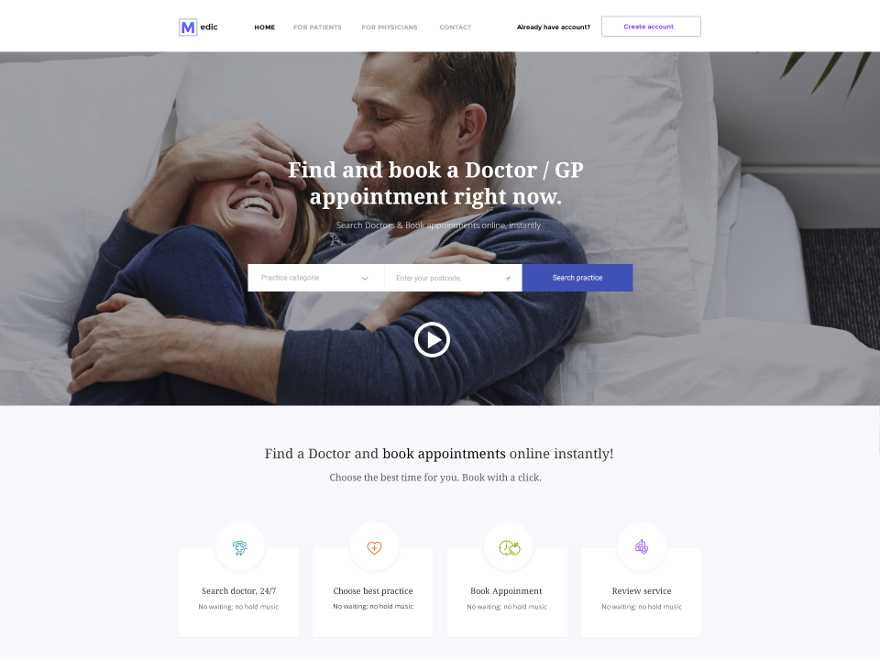 M edic
HOME FOR PATIENTS FOR PHYSICIANS CONTACT Already have account? Create account
Find and book a Doctor / GP
appointment right now.
Search Doctors & Book appointments online, instantly
Practice categorie Enter your postcode. Search practice
Find a Doctor and book appointments online instantly!
Choose the best time for you. Book with a click.
Search doctor, 24/7
No waiting; no hold music
Choose best practice
No waiting; no hold music
Book Appoinment
No waiting; no hold music
Review service
No waiting; no hold music